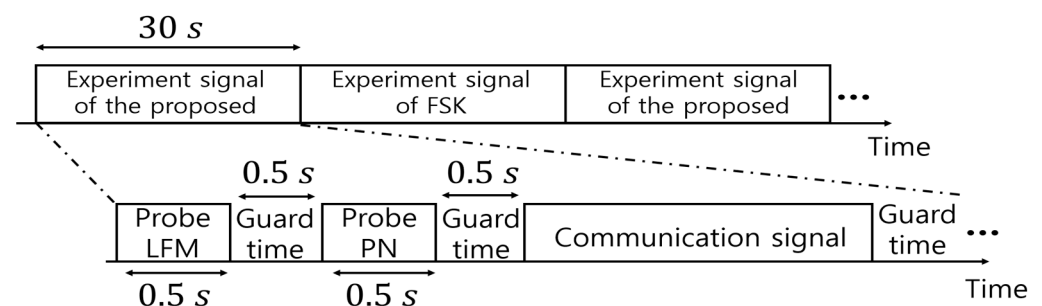 30 s
Experiment signal
of the proposed
Experiment signal
of FSK
Experiment signal
of the proposed
...
Time
0.5 s
0.5 s
Probe
LFM
Guard
time
Probe
PN
Guard
time
Communication signal
Guard
time
...
0.5 s
0.5 s
Time